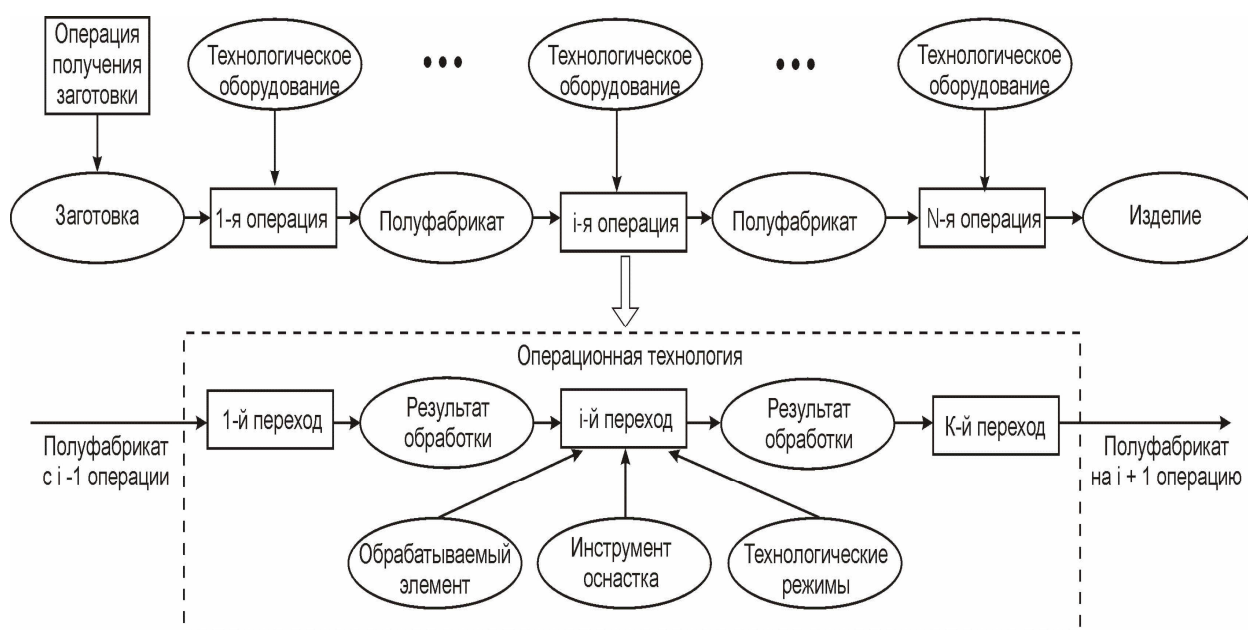 Операция
получения
заготовки
Технологическое
оборудование
•••
Технологическое
оборудование
•••
Технологическое
оборудование
Заготовка
1-я операция
Полуфабрикат
i-я операция
Полуфабрикат
N-я операция
Изделие
Операционная технология
Полуфабрикат
с i -1 операции
1-й переход
Результат
обработки
i-й переход
Результат
обработки
К-й переход
Полуфабрикат
на i + 1 операцию
Обрабатываемый
элемент
Инструмент
оснастка
Технологические
режимы